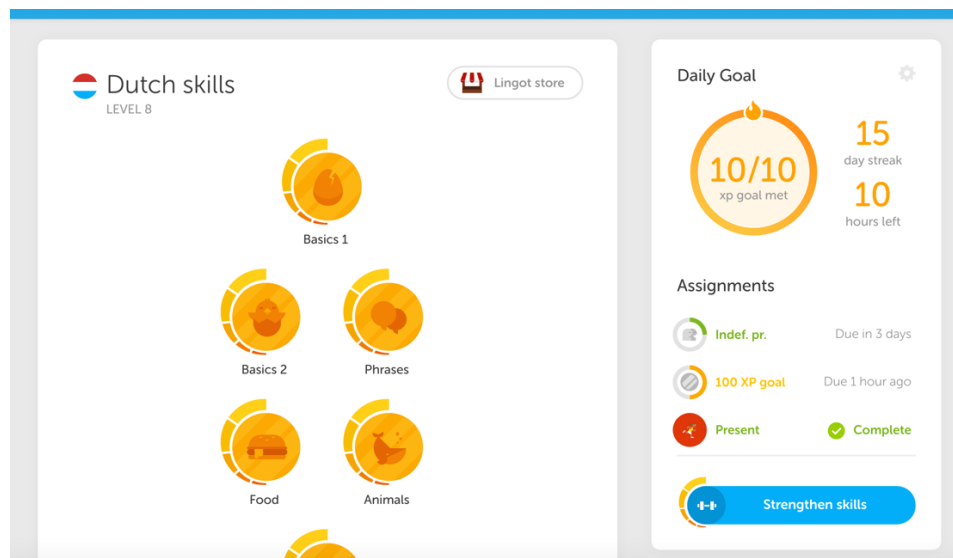 Dutch skills
LEVEL 8
Lingot store
Basics 1
Basics 2
Phrases
Food
Animals
Daily Goal
10/10
xp goal met
15
day streak
10
hours left
Assignments
Indef. pr.
Due in 3 days
100 XP goal
Due 1 hour ago
Present
Complete
Strengthen skills